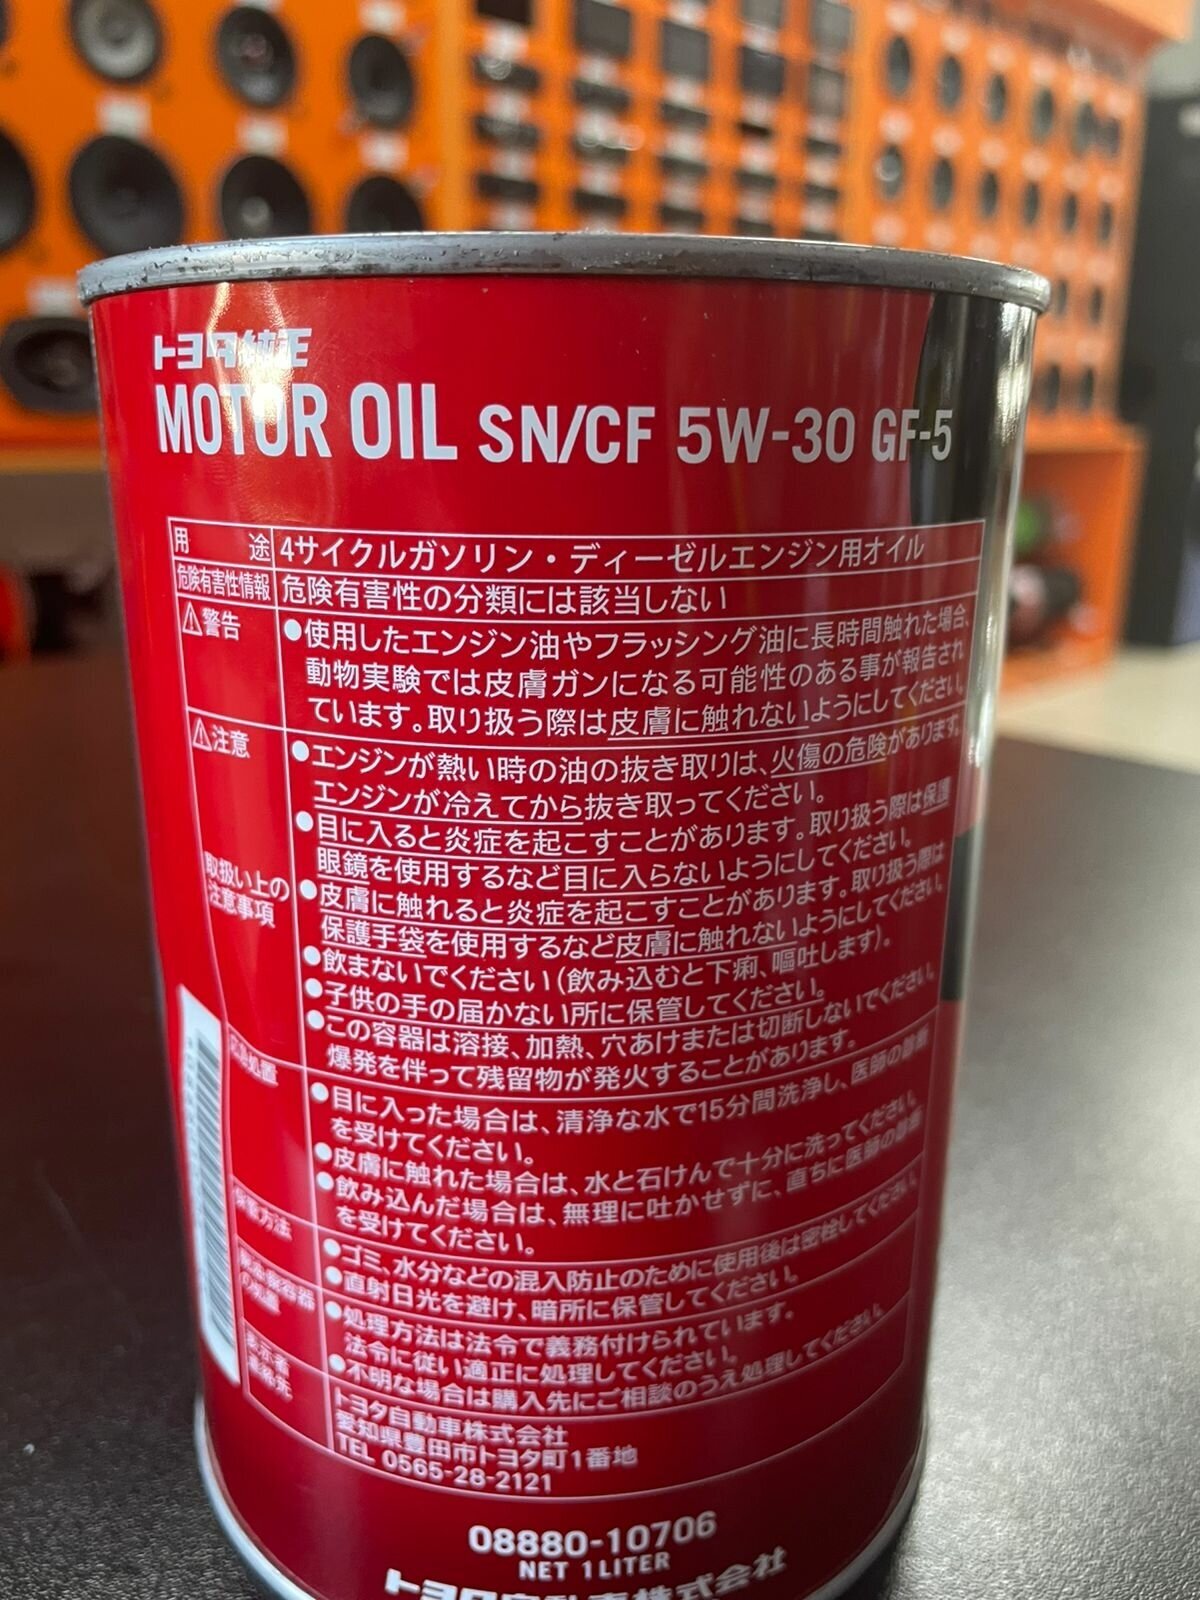 トヨタ純正
MOTOR OIL SN/CF 5W-30 GF-5
用途 4サイクルガソリン・ディーゼルエンジン用オイル
危険有害性情報 危険有害性の分類には該当しない
⚠警告 ●使用したエンジン油やフラッシング油に長時間触れた場合、
動物実験では皮膚ガンになる可能性のある事が報告され
ています。取り扱う際は皮膚に触れないようにしてください。
⚠注意 ●エンジンが熱い時の油の抜き取りは、火傷の危険があります。
エンジンが冷えてから抜き取ってください。
●目に入ると炎症を起こすことがあります。取り扱う際は保護
眼鏡を使用するなど目に入らないようにしてください。
取扱い上の
注意事項
●皮膚に触れると炎症を起こすことがあります。取り扱う際は
保護手袋を使用するなど皮膚に触れないようにしてください。
●飲まないでください（飲み込むと下痢、嘔吐します）。
●子供の手の届かない所に保管してください。
●この容器は溶接、加熱、穴あけまたは切断しないでください。
爆発を伴って残留物が発火することがあります。
応急処置 ●目に入った場合は、清浄な水で15分間洗浄し、医師の診断
を受けてください。
●皮膚に触れた場合は、水と石けんで十分に洗ってください。
●飲み込んだ場合は、無理に吐かせずに、直ちに医師の診断
を受けてください。
保管方法 ●ゴミ、水分などの混入防止のために使用後は密栓してください。
●直射日光を避け、暗所に保管してください。
の処置 ●処理方法は法令で義務付けられています。
法令に従い適正に処理してください。
●不明な場合は購入先にご相談のうえ処理してください。
表示者
連絡先
トヨタ自動車株式会社
愛知県豊田市トヨタ町1番地
TEL 0565-28-2121
08880-10706
NET 1 LITER
トヨタ自動車株式会社